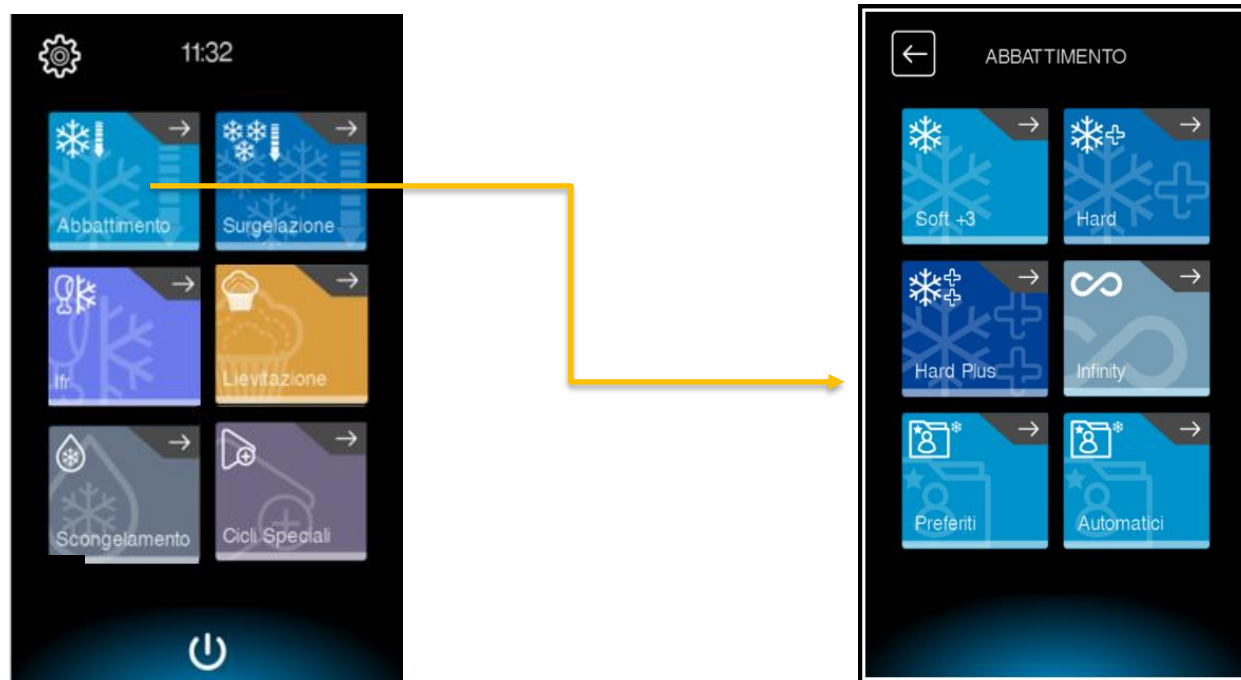 11:32
Abbattimento
Surgelazione
Ifr
Lievitazione
Scongelamento
Cicli Speciali
ABBATTIMENTO
Soft +3
Hard
Hard Plus
Infinity
Preferiti
Automatici